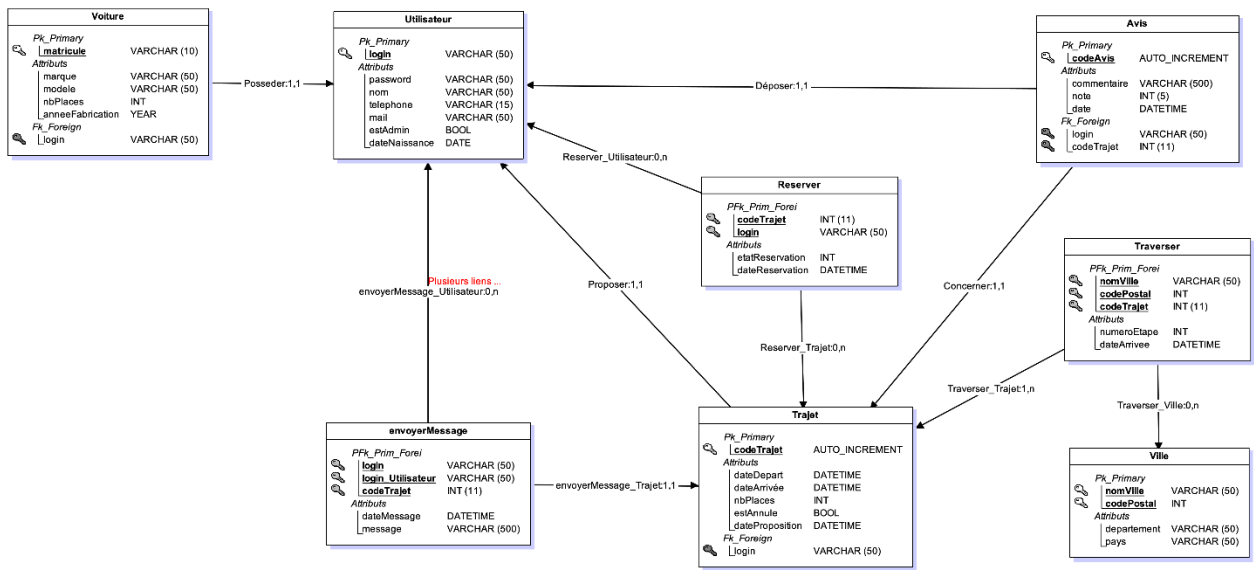 Voiture
Pk_Primary
matricule VARCHAR (10)
Attributs
marque VARCHAR (50)
modele VARCHAR (50)
nbPlaces INT
anneeFabrication YEAR
Fk_Foreign
login VARCHAR (50)
Posseder:1,1
Utilisateur
Pk_Primary
login VARCHAR (50)
Attributs
password VARCHAR (50)
nom VARCHAR (50)
telephone VARCHAR (15)
mail VARCHAR (50)
estAdmin BOOL
dateNaissance DATE
Déposer:1,1
Avis
Pk_Primary
codeAvis AUTO_INCREMENT
Attributs
commentaire VARCHAR (500)
note INT (5)
date DATETIME
Fk_Foreign
login VARCHAR (50)
codeTrajet INT (11)
Reserver_Utilisateur:0,n
Reserver
PFk_Prim_Forei
codeTrajet INT (11)
login VARCHAR (50)
Attributs
etatReservation INT
dateReservation DATETIME
Traverser
PFk_Prim_Forei
nomVille VARCHAR (50)
codePostal INT
codeTrajet INT (11)
Attributs
numeroEtape INT
dateArrivee DATETIME
Plusieurs liens ...
envoyerMessage_Utilisateur:0,n
Proposer:1,1
Concerner:1,1
Reserver_Trajet:0,n
Traverser_Trajet:1,n
Traverser_Ville:0,n
envoyerMessage
PFk_Prim_Forei
login VARCHAR (50)
login_Utilisateur VARCHAR (50)
codeTrajet INT (11)
Attributs
dateMessage DATETIME
message VARCHAR (500)
envoyerMessage_Trajet:1,1
Trajet
Pk_Primary
codeTrajet AUTO_INCREMENT
Attributs
dateDepart DATETIME
dateArrivée DATETIME
nbPlaces INT
estAnnule BOOL
dateProposition DATETIME
Fk_Foreign
login VARCHAR (50)
Ville
Pk_Primary
nomVille VARCHAR (50)
codePostal INT
Attributs
departement VARCHAR (50)
pays VARCHAR (50)